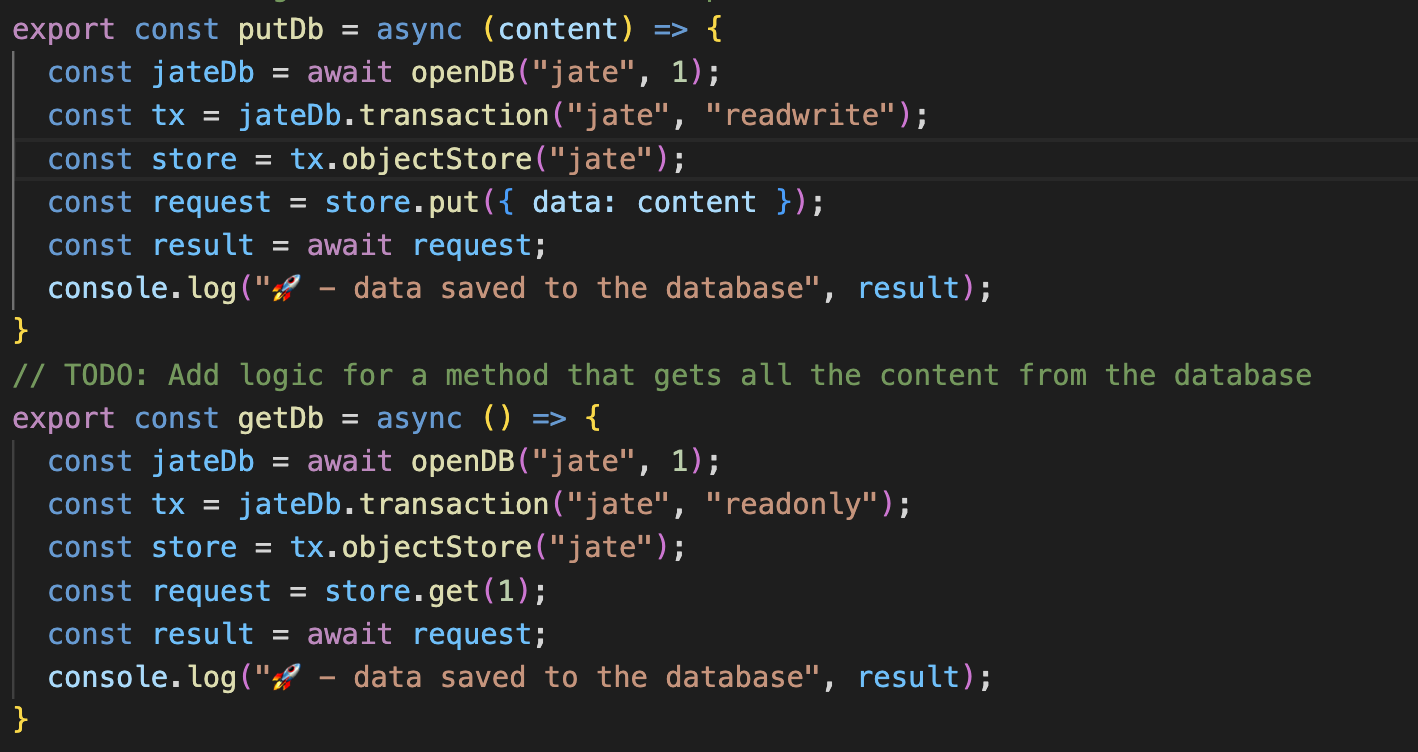 export const putDb = async (content) => {
  const jateDb = await openDB("jate", 1);
  const tx = jateDb.transaction("jate", "readwrite");
  const store = tx.objectStore("jate");
  const request = store.put({ data: content });
  const result = await request;
  console.log("🚀 - data saved to the database", result);
}
// TODO: Add logic for a method that gets all the content from the database
export const getDb = async () => {
  const jateDb = await openDB("jate", 1);
  const tx = jateDb.transaction("jate", "readonly");
  const store = tx.objectStore("jate");
  const request = store.get(1);
  const result = await request;
  console.log("🚀 - data saved to the database", result);
}